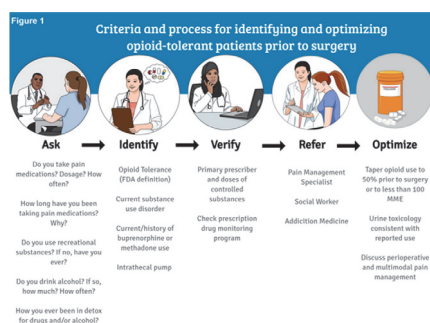 Figure 1
Criteria and process for identifying and optimizing
opioid-tolerant patients prior to surgery
Ask
Do you take pain
medications? Dosage? How
often?
How long have you been
taking pain medications?
Why?
Do you use recreational
substances? If no, have you
ever?
Do you drink alcohol? If so,
how much? How often?
How you ever been in detox
for drugs and/or alcohol?
Identify
Opioid Tolerance
(FDA definition)
Current substance
use disorder
Current/history of
buprenorphine or
methadone use
Intrathecal pump
Verify
Primary prescriber
and doses of
controlled
substances
Check prescription
drug monitoring
program
Refer
Pain Management
Specialist
Social Worker
Addicition Medicine
Optimize
Taper opioid use to
50% prior to surgery
or to less than 100
MME
Urine toxicology
consistent with
reported use
Discuss perioperative
and multimodal pain
management